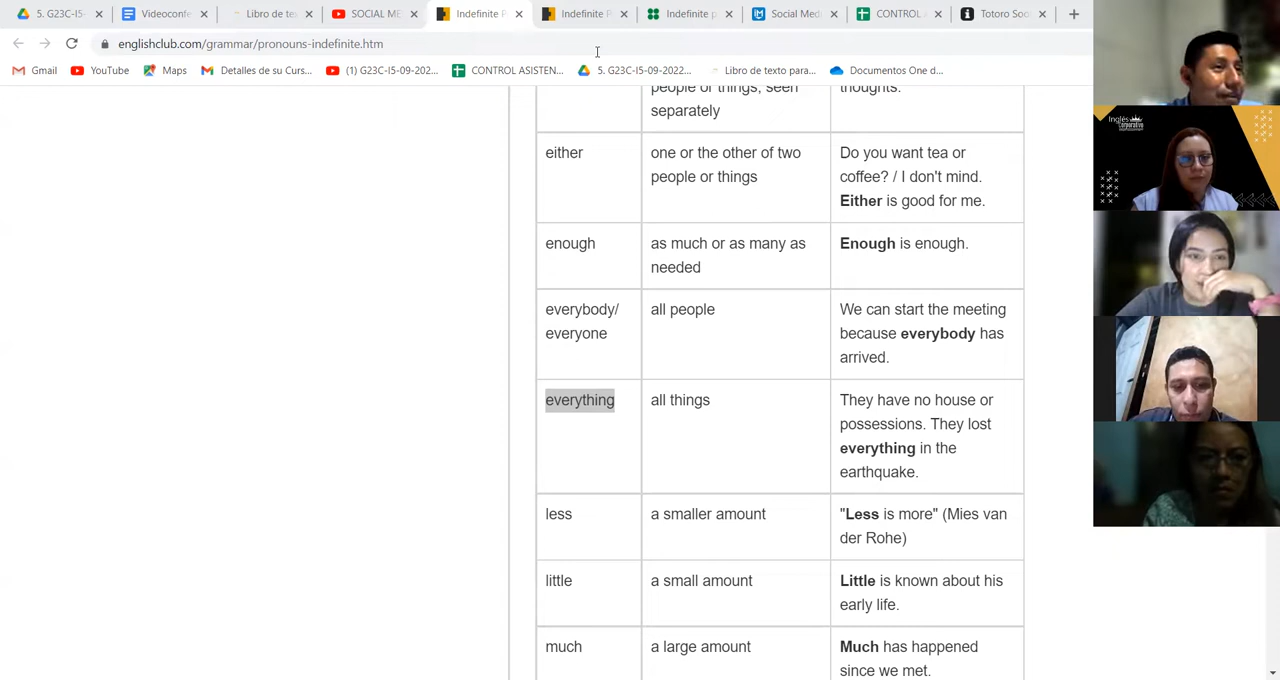 5. G23C-I5-
Videoconfe
Libro de te
SOCIAL ME
Indefinite P
Indefinite P
Indefinite p
Social Med
CONTROL A
Totoro Soo
englishclub.com/grammar/pronouns-indefinite.htm
Gmail
YouTube
Maps
Detalles de su Curs...
(1) G23C-I5-09-202...
CONTROL ASISTEN...
5. G23C-I5-09-2022...
Libro de texto para...
Documentos One d...
people or things, seen
separately
thoughts.
either
one or the other of two
people or things
Do you want tea or
coffee? / I don't mind.
Either is good for me.
enough
as much or as many as
needed
Enough is enough.
everybody/
everyone
all people
We can start the meeting
because everybody has
arrived.
everything
all things
They have no house or
possessions. They lost
everything in the
earthquake.
less
a smaller amount
"Less is more" (Mies van
der Rohe)
little
a small amount
Little is known about his
early life.
much
a large amount
Much has happened
since we met.
Inglés
Corporativo